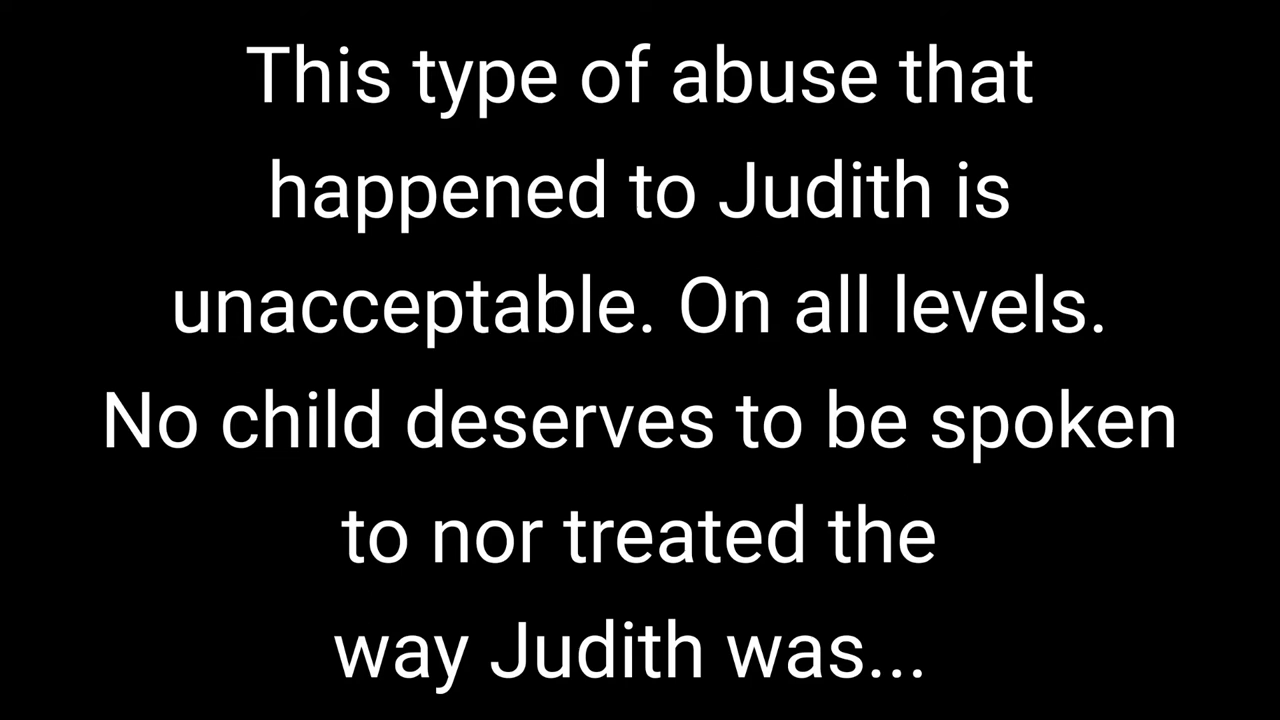 This type of abuse that
happened to Judith is
unacceptable. On all levels.
No child deserves to be spoken
to nor treated the
way Judith was...